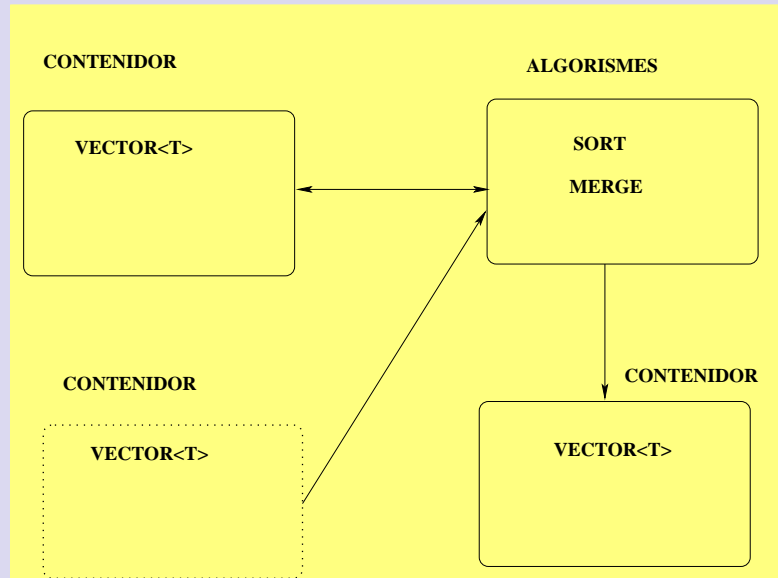 CONTENIDOR
VECTOR<T>
ALGORISMES
SORT
MERGE
CONTENIDOR
VECTOR<T>
CONTENIDOR
VECTOR<T>